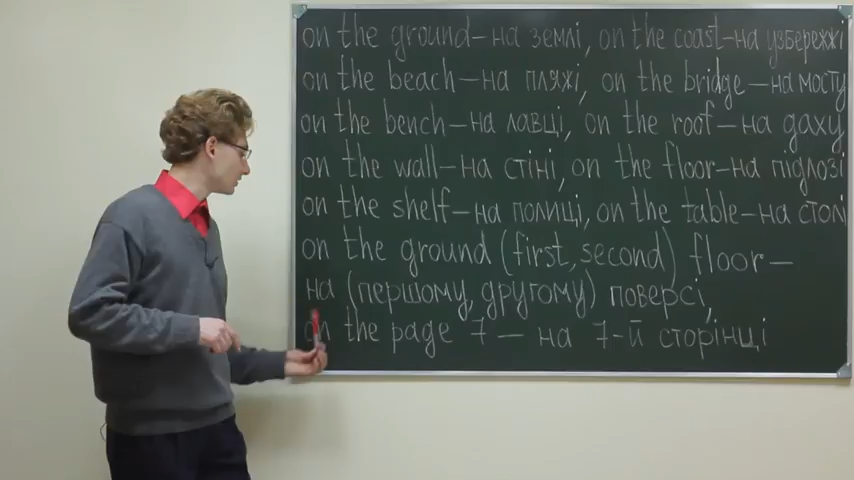 on the ground – на землі, on the coast – на узбережжі
on the beach – на пляжі, on the bridge – на мосту
on the bench – на лавці, on the roof – на даху
on the wall – на стіні, on the floor – на підлозі
on the shelf – на полиці, on the table – на столі
on the ground (first, second) floor –
на (першому, другому) поверсі,
on the page 7 – на 7-й сторінці